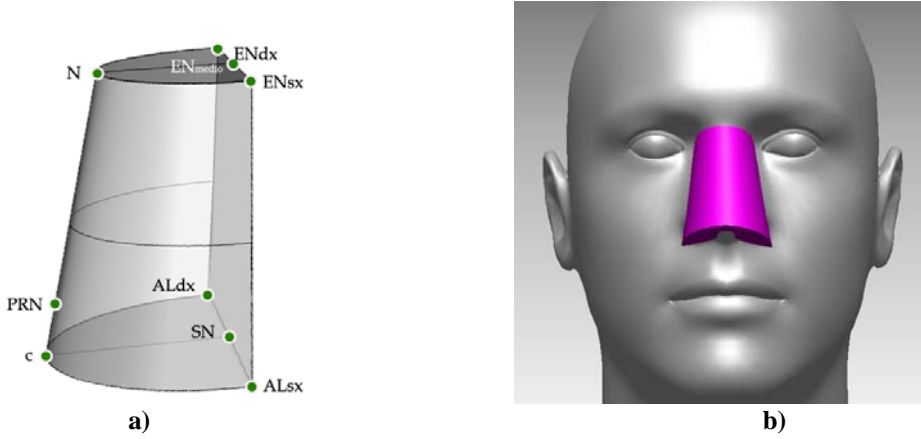 ENdx
N
ENmedio
ENsx
ALdx
PRN
SN
c
ALsx
a)
b)